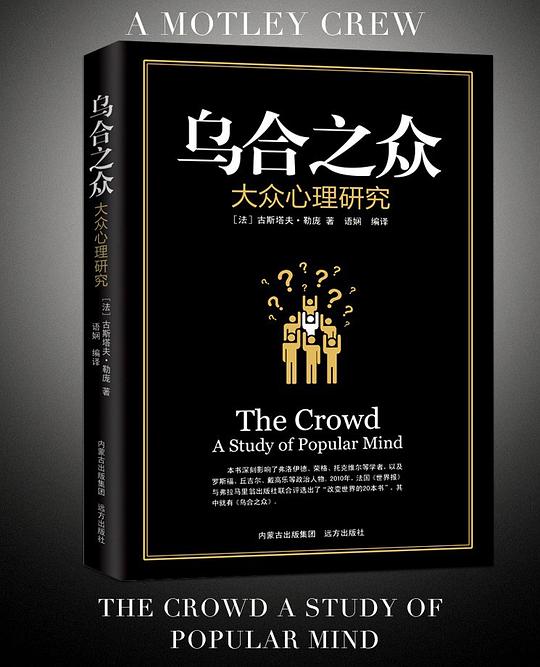 A MOTLEY CREW
乌合之众
大众心理研究
[法]古斯塔夫·勒庞 著
语娴 编译
内蒙古出版集团 远方出版社
乌合之众
大众心理研究
[法]古斯塔夫·勒庞 著 语娴 编译
? ? ? ? ? ? ? ? ?
The Crowd
A Study of Popular Mind
本书深刻影响了弗洛伊德、荣格、托克维尔等学者,以及
罗斯福、丘吉尔、戴高乐等政治人物。2010年,法国《世界报》
与弗拉马里翁出版社联合评选出了“改变世界的20本书”,其
中就有《乌合之众》。
内蒙古出版集团 远方出版社
THE CROWD A STUDY OF
POPULAR MIND